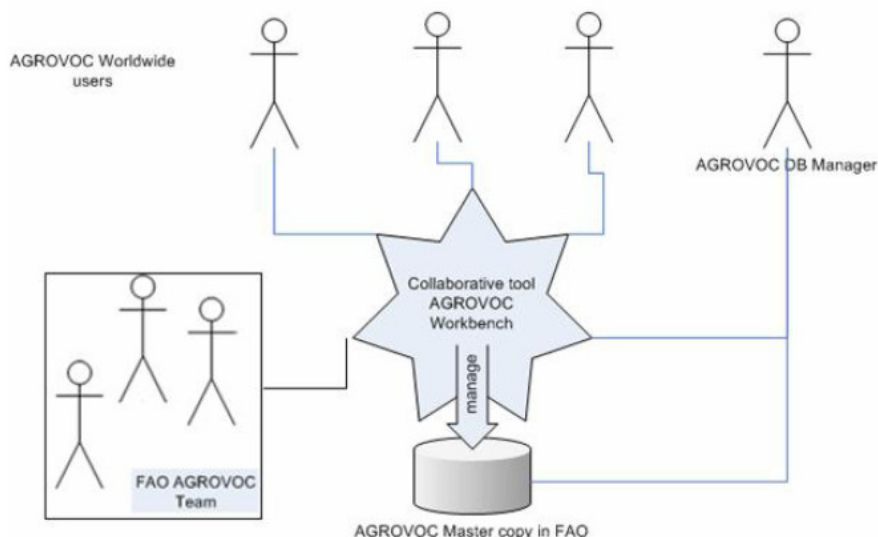 AGROVOC Worldwide
users
AGROVOC DB Manager
Collaborative tool
AGROVOC
Workbench
manage
FAO AGROVOC
Team
AGROVOC Master copy in FAO